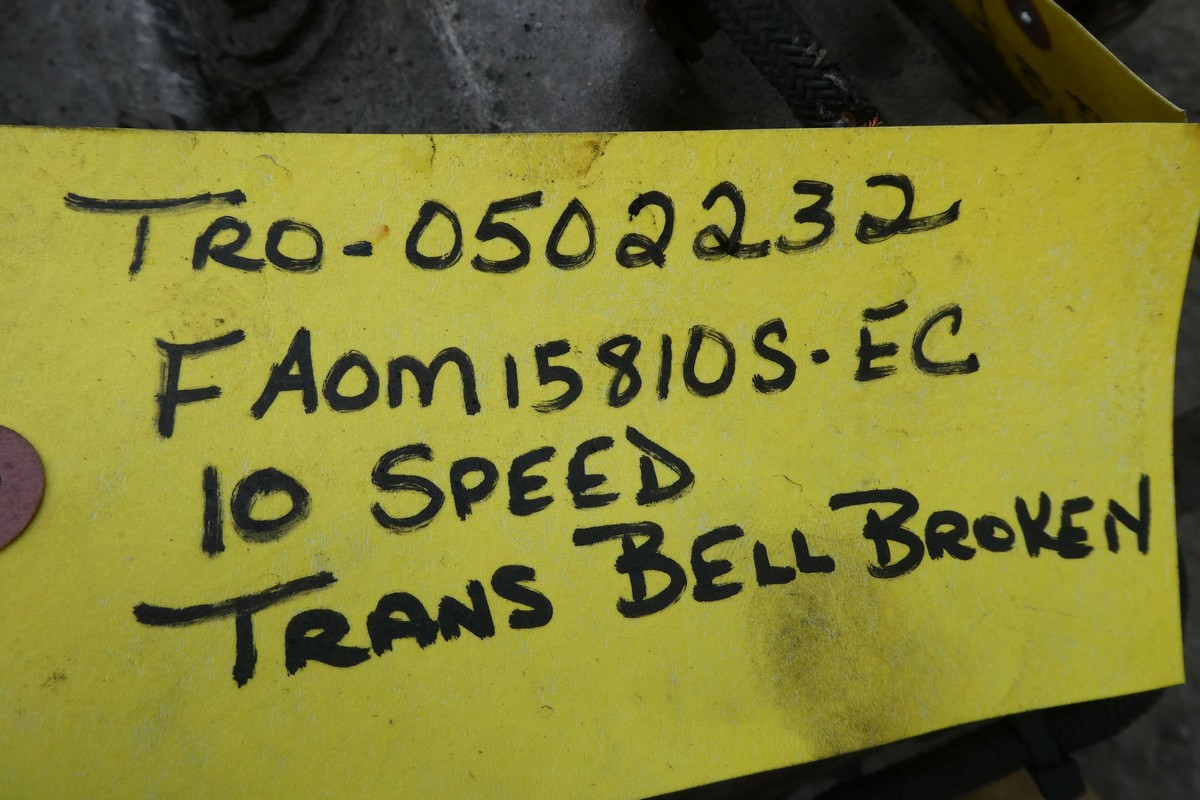 TRO-0502232
FAOM15810S-EC
10 SPEED
TRANS BELL BROKEN